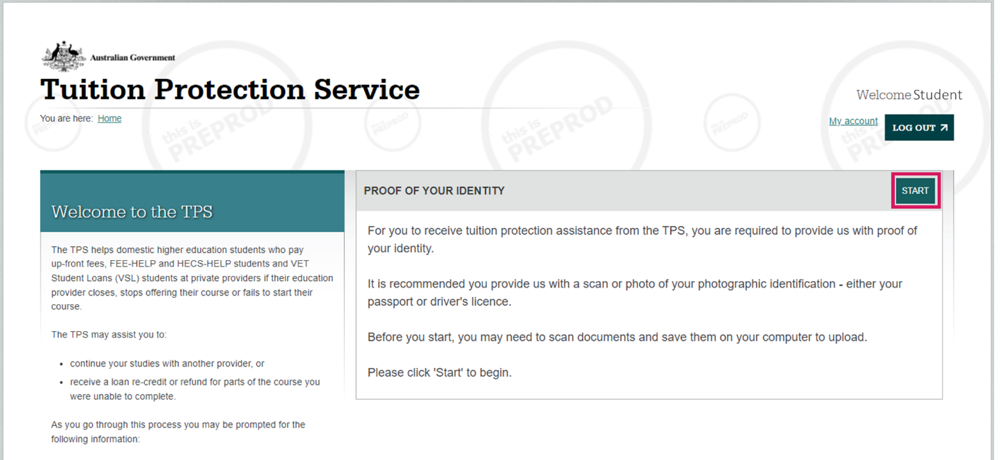 Australian Government
Tuition Protection Service
Welcome Student
You are here: Home
My account
LOG OUT
this is PREPROD
this is PREPROD
this is PREPROD
Welcome to the TPS
The TPS helps domestic higher education students who pay
up-front fees, FEE-HELP and HECS-HELP students and VET
Student Loans (VSL) students at private providers if their education
provider closes, stops offering their course or fails to start their
course.
The TPS may assist you to:
• continue your studies with another provider, or
• receive a loan re-credit or refund for parts of the course you
were unable to complete.
As you go through this process you may be prompted for the
following information:
PROOF OF YOUR IDENTITY
START
For you to receive tuition protection assistance from the TPS, you are required to provide us with proof of
your identity.
It is recommended you provide us with a scan or photo of your photographic identification - either your
passport or driver's licence.
Before you start, you may need to scan documents and save them on your computer to upload.
Please click 'Start' to begin.